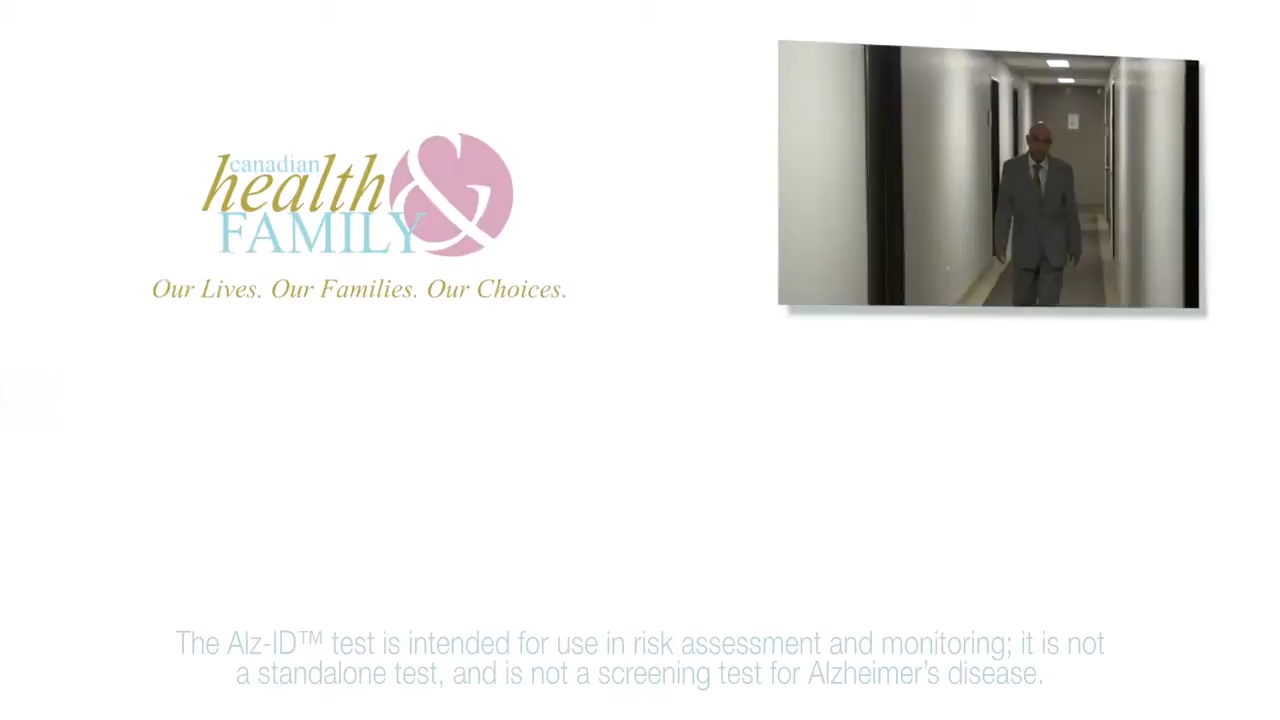 canadian
health &
FAMILY
Our Lives. Our Families. Our Choices.
The Alz-ID™ test is intended for use in risk assessment and monitoring; it is not
a standalone test, and is not a screening test for Alzheimer's disease.